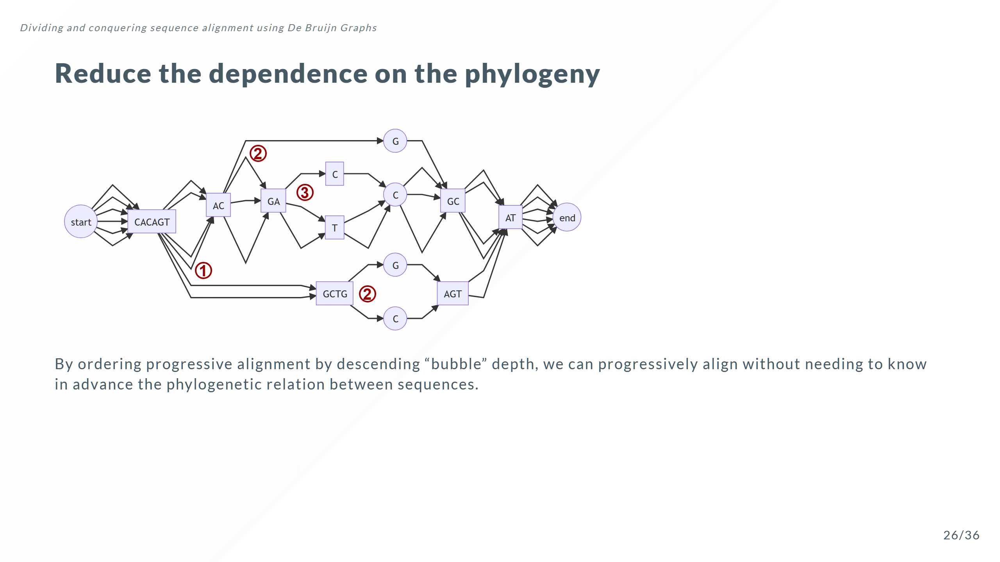 Dividing and conquering sequence alignment using De Bruijn Graphs
Reduce the dependence on the phylogeny
G
②
C
③
C
AC
GA
GC
start
CACAGT
T
AT
end
①
G
GCTG
②
AGT
C
By ordering progressive alignment by descending “bubble” depth, we can progressively align without needing to know
in advance the phylogenetic relation between sequences.
26/36